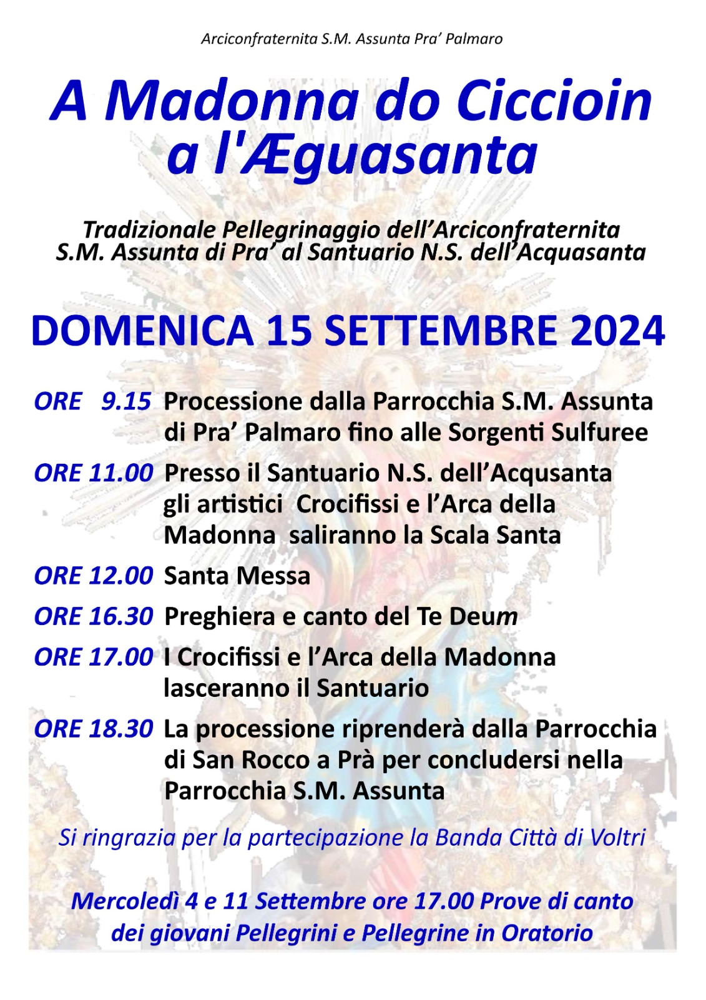 Arciconfraternita S.M. Assunta Pra’ Palmaro
A Madonna do Ciccioin
a l'Æguasanta
Tradizionale Pellegrinaggio dell’Arciconfraternita
S.M. Assunta di Pra’ al Santuario N.S. dell’Acquasanta
DOMENICA 15 SETTEMBRE 2024
ORE 9.15 Processione dalla Parrocchia S.M. Assunta
di Pra’ Palmaro fino alle Sorgenti Sulfuree
ORE 11.00 Presso il Santuario N.S. dell’Acqusanta
gli artistici Crocifissi e l’Arca della
Madonna saliranno la Scala Santa
ORE 12.00 Santa Messa
ORE 16.30 Preghiera e canto del Te Deum
ORE 17.00 I Crocifissi e l’Arca della Madonna
lasceranno il Santuario
ORE 18.30 La processione riprenderà dalla Parrocchia
di San Rocco a Prà per concludersi nella
Parrocchia S.M. Assunta
Si ringrazia per la partecipazione la Banda Città di Voltri
Mercoledì 4 e 11 Settembre ore 17.00 Prove di canto
dei giovani Pellegrini e Pellegrine in Oratorio